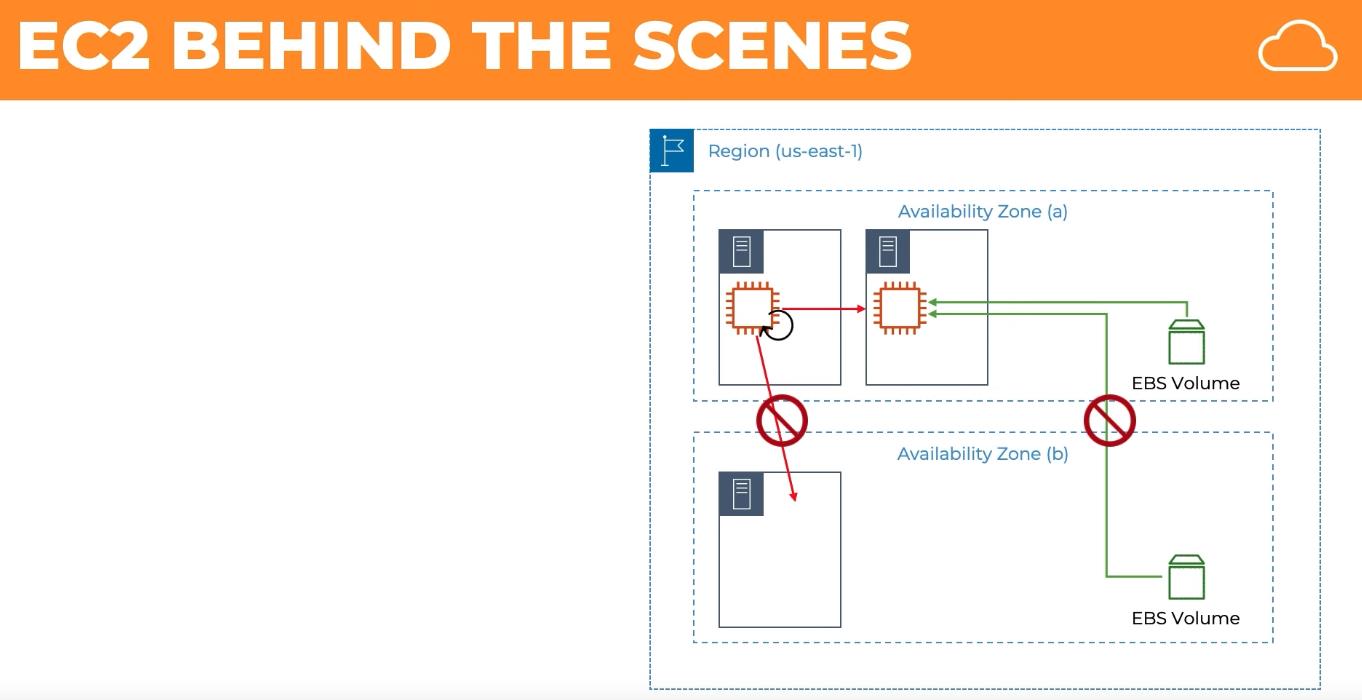 EC2 BEHIND THE SCENES
Region (us-east-1)
Availability Zone (a)
EBS Volume
Availability Zone (b)
EBS Volume